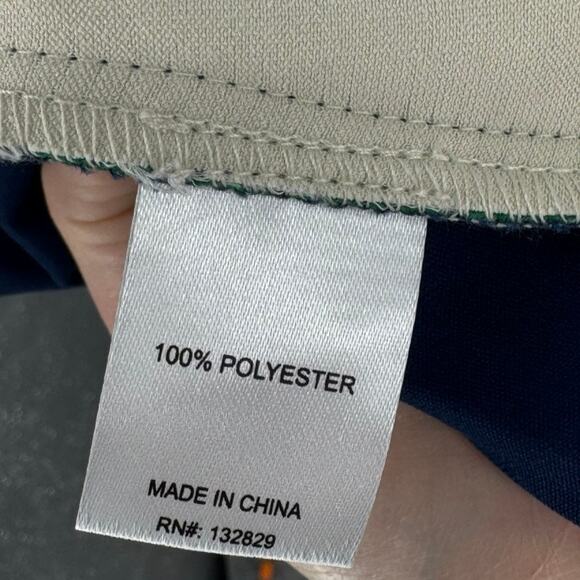 100% POLYESTER
MADE IN CHINA
RN#: 132829